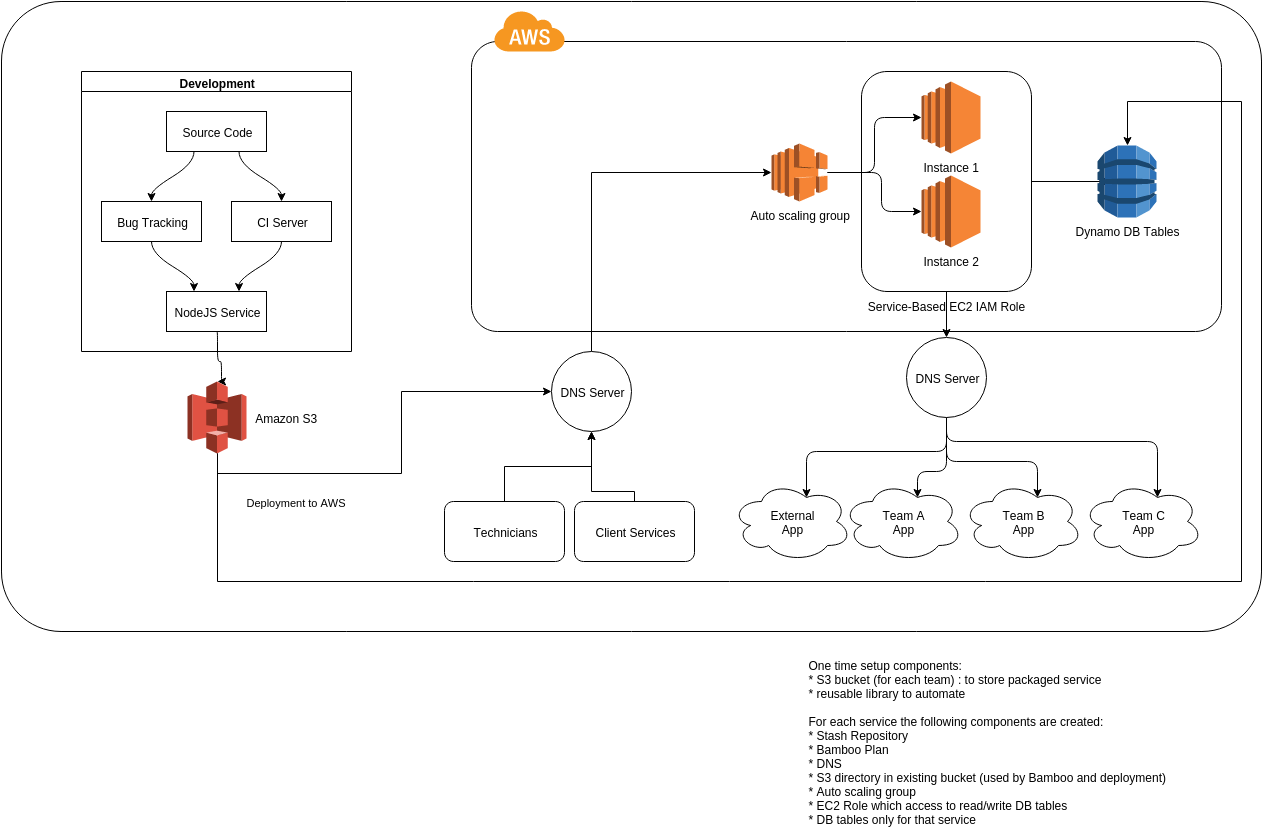 AWS
Development
Source Code
Bug Tracking
CI Server
NodeJS Service
Amazon S3
Deployment to AWS
Auto scaling group
Instance 1
Instance 2
Service-Based EC2 IAM Role
Dynamo DB Tables
DNS Server
DNS Server
Technicians
Client Services
External
App
Team A
App
Team B
App
Team C
App
One time setup components:
* S3 bucket (for each team) : to store packaged service
* reusable library to automate
For each service the following components are created:
* Stash Repository
* Bamboo Plan
* DNS
* S3 directory in existing bucket (used by Bamboo and deployment)
* Auto scaling group
* EC2 Role which access to read/write DB tables
* DB tables only for that service